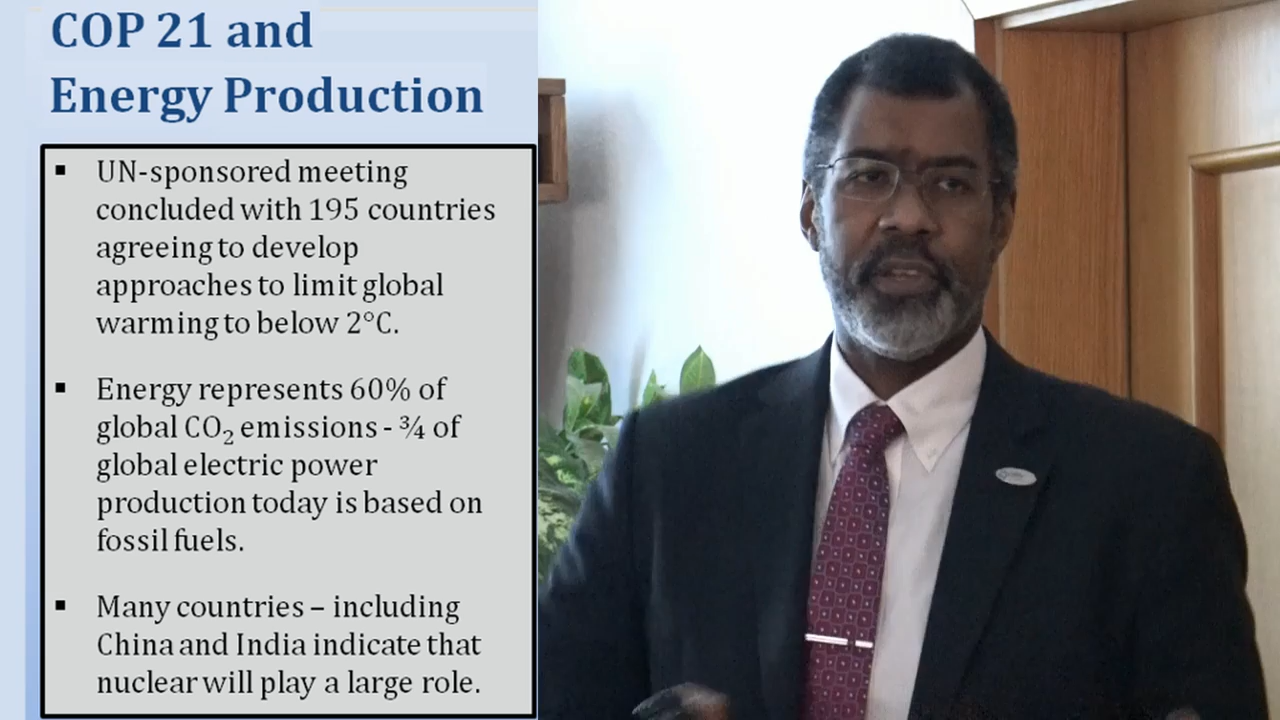 COP 21 and
Energy Production
▪ UN-sponsored meeting
concluded with 195 countries
agreeing to develop
approaches to limit global
warming to below 2°C.
▪ Energy represents 60% of
global CO₂ emissions - ¾ of
global electric power
production today is based on
fossil fuels.
▪ Many countries – including
China and India indicate that
nuclear will play a large role.